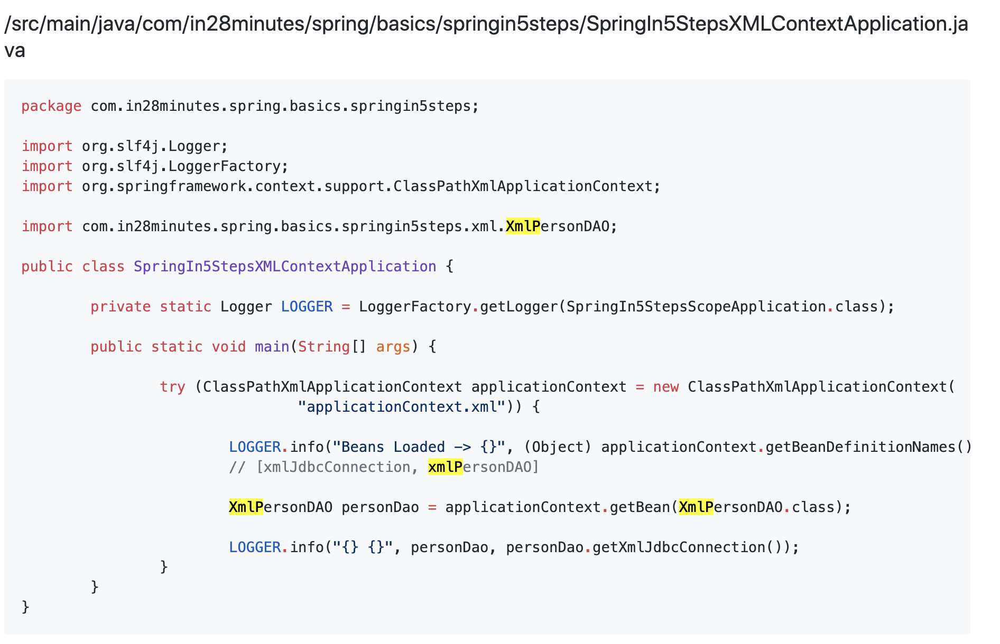 /src/main/java/com/in28minutes/spring/basics/springin5steps/SpringIn5StepsXMLContextApplication.ja
va
package com.in28minutes.spring.basics.springin5steps;
import org.slf4j.Logger;
import org.slf4j.LoggerFactory;
import org.springframework.context.support.ClassPathXmlApplicationContext;
import com.in28minutes.spring.basics.springin5steps.xml.XmlPersonDAO;
public class SpringIn5StepsXMLContextApplication {
private static Logger LOGGER = LoggerFactory.getLogger(SpringIn5StepsScopeApplication.class);
public static void main(String[] args) {
try (ClassPathXmlApplicationContext applicationContext = new ClassPathXmlApplicationContext(
"applicationContext.xml")) {
LOGGER.info("Beans Loaded -> {}", (Object) applicationContext.getBeanDefinitionNames()
// [xmlJdbcConnection, xmlPersonDAO]
XmlPersonDAO personDao = applicationContext.getBean(XmlPersonDAO.class);
LOGGER.info("{} {}", personDao, personDao.getXmlJdbcConnection());
}
}
}